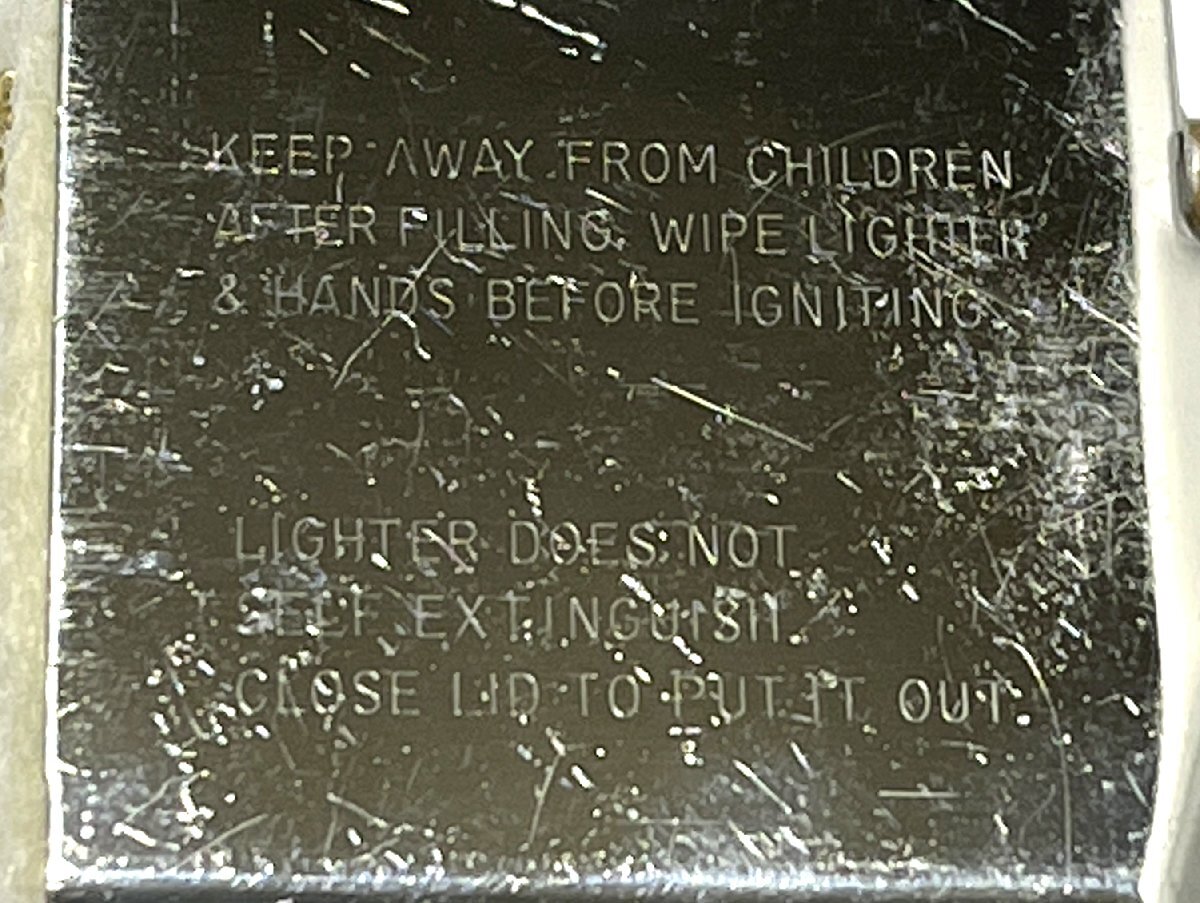 KEEP AWAY FROM CHILDREN
AFTER FILLING, WIPE LIGHTER
& HANDS BEFORE IGNITING.
LIGHTER DOES NOT
SELF EXTINGUISH.
CLOSE LID TO PUT IT OUT.